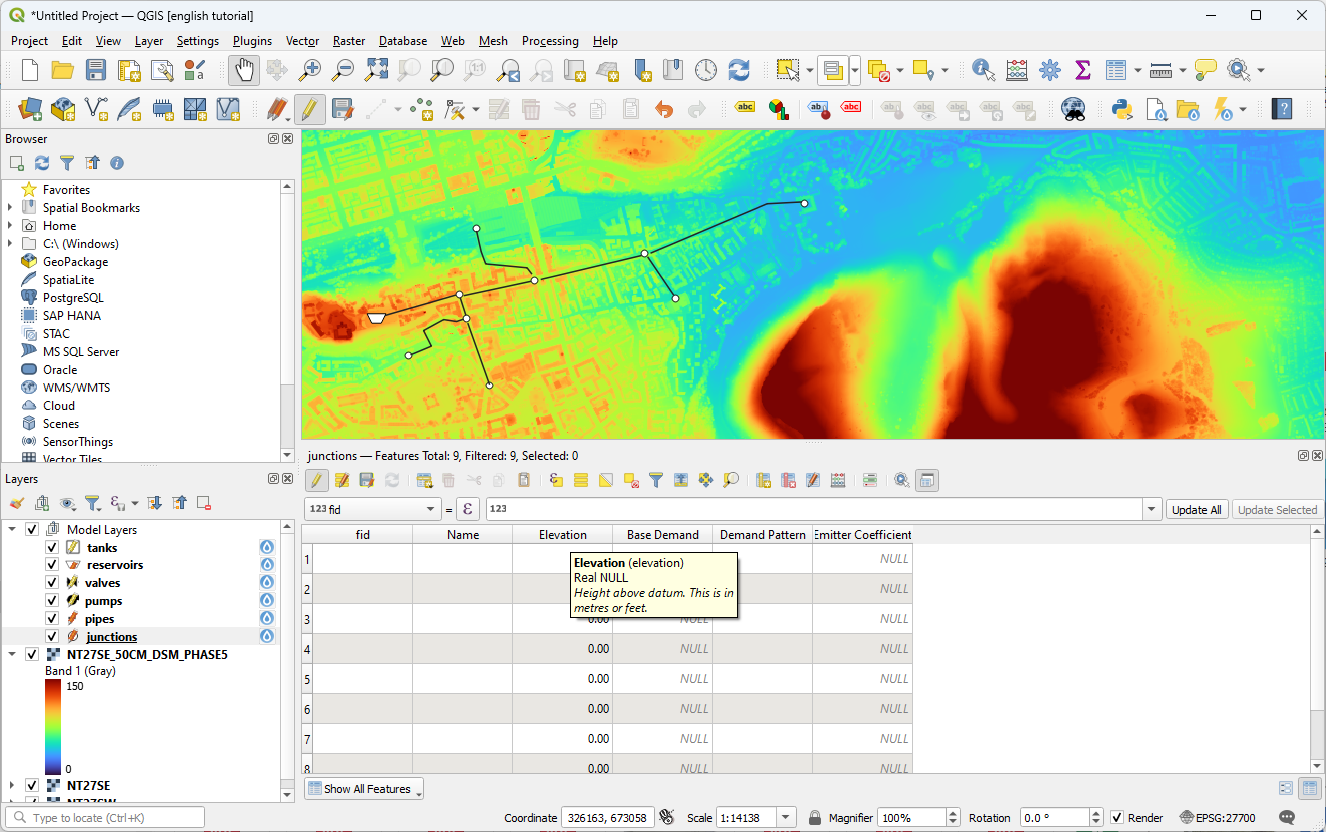 *Untitled Project — QGIS [english tutorial]
Project Edit View Layer Settings Plugins Vector Raster Database Web Mesh Processing Help
abc abc
Browser
Favorites
Spatial Bookmarks
Home
C:\ (Windows)
GeoPackage
SpatiaLite
PostgreSQL
SAP HANA
STAC
MS SQL Server
Oracle
WMS/WMTS
Cloud
Scenes
SensorThings
Vector Tiles
Layers
Model Layers
tanks
reservoirs
valves
pumps
pipes
junctions
NT27SE_50CM_DSM_PHASE5
Band 1 (Gray)
150
0
NT27SE
NT27SW
junctions — Features Total: 9, Filtered: 9, Selected: 0
123 fid = ε 123 Update All Update Selected
fid Name Elevation Base Demand Demand Pattern Emitter Coefficient
1 NULL
2 NULL
Elevation (elevation)
Real NULL
Height above datum. This is in
metres or feet.
3 0.00 NULL NULL
4 0.00 NULL NULL
5 0.00 NULL NULL
6 0.00 NULL NULL
7 0.00 NULL NULL
8 0.00 NULL NULL
Show All Features
Type to locate (Ctrl+K) Coordinate 326163, 673058 Scale 1:14138 Magnifier 100% Rotation 0.0 ° Render EPSG:27700